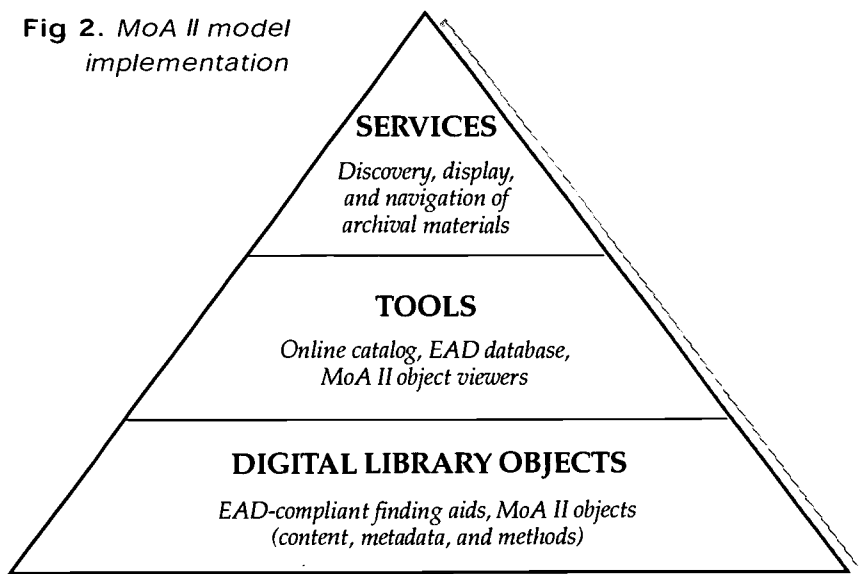 Fig 2. MoA II model
implementation
SERVICES
Discovery, display,
and navigation of
archival materials
TOOLS
Online catalog, EAD database,
MoA II object viewers
DIGITAL LIBRARY OBJECTS
EAD-compliant finding aids, MoA II objects
(content, metadata, and methods)